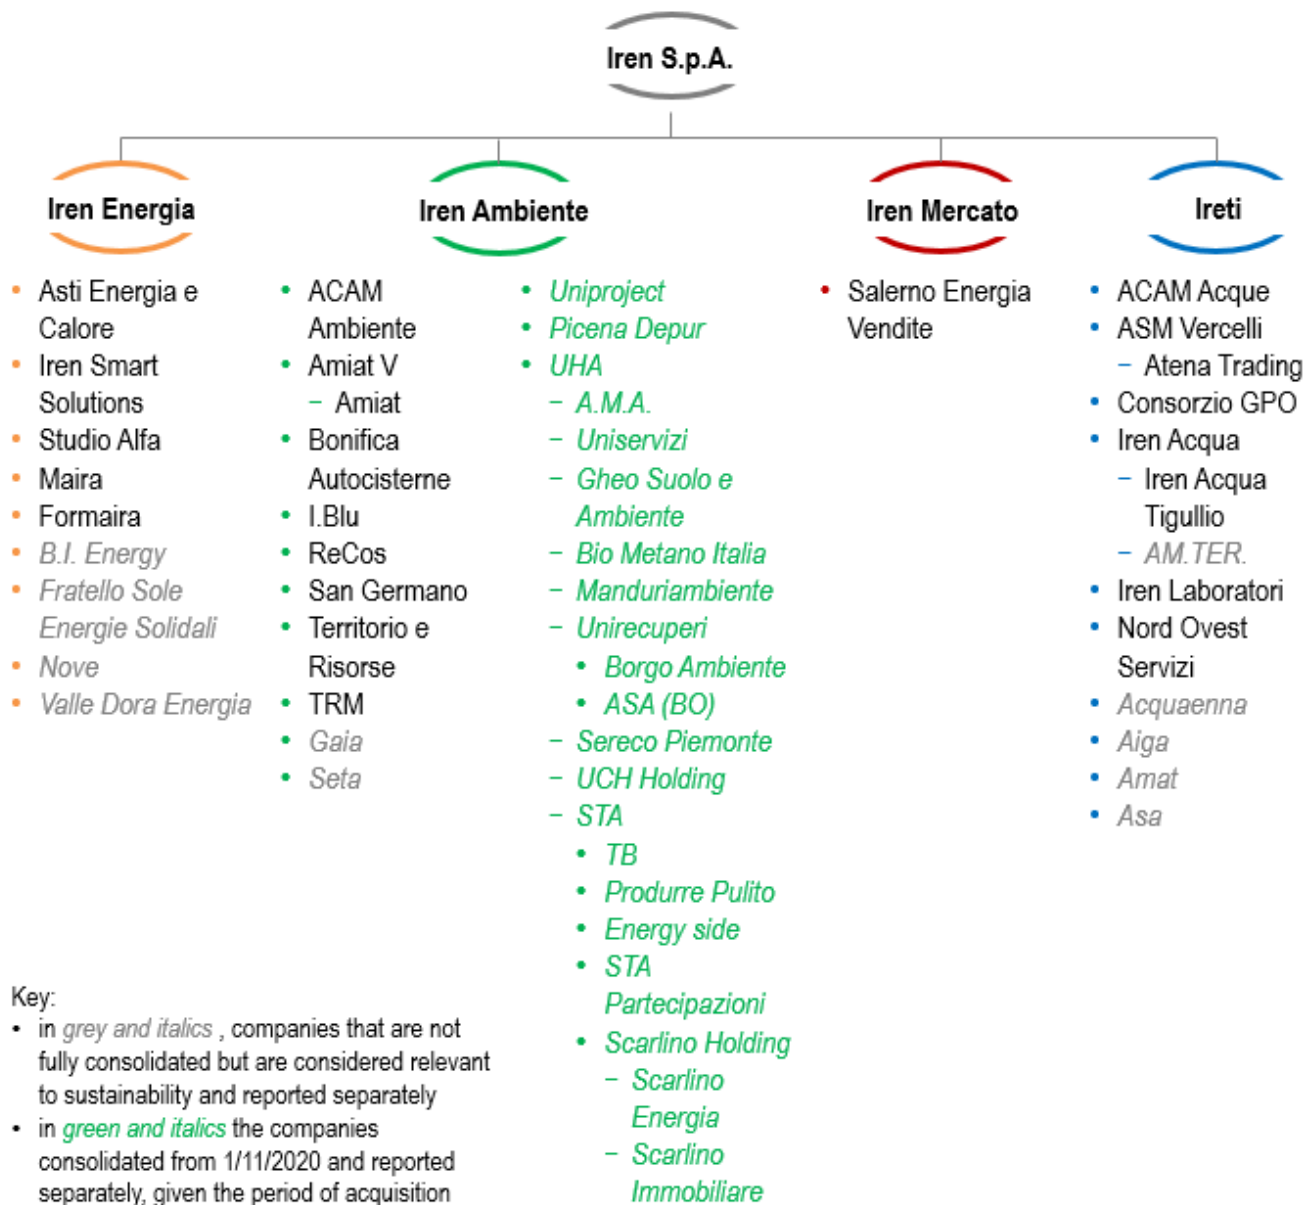 Iren S.p.A.
Iren Energia
• Asti Energia e
Calore
• Iren Smart
Solutions
• Studio Alfa
• Maira
• Formaira
• B.I. Energy
• Fratello Sole
Energie Solidali
• Nove
• Valle Dora Energia
Iren Ambiente
• ACAM
Ambiente
• Amiat V
– Amiat
• Bonifica
Autocisterne
• I.Blu
• ReCos
• San Germano
• Territorio e
Risorse
• TRM
• Gaia
• Seta
• Uniproject
• Picena Depur
• UHA
– A.M.A.
– Uniservizi
– Gheo Suolo e
Ambiente
– Bio Metano Italia
– Manduriambiente
– Unirecuperi
• Borgo Ambiente
• ASA (BO)
– Sereco Piemonte
– UCH Holding
– STA
• TB
• Produrre Pulito
• Energy side
• STA
Partecipazioni
• Scarlino Holding
– Scarlino
Energia
– Scarlino
Immobiliare
Iren Mercato
• Salerno Energia
Vendite
Ireti
• ACAM Acque
• ASM Vercelli
– Atena Trading
• Consorzio GPO
• Iren Acqua
– Iren Acqua
Tigullio
– AM.TER.
• Iren Laboratori
• Nord Ovest
Servizi
• Acquaenna
• Aiga
• Amat
• Asa
Key:
• in grey and italics , companies that are not
fully consolidated but are considered relevant
to sustainability and reported separately
• in green and italics the companies
consolidated from 1/11/2020 and reported
separately, given the period of acquisition